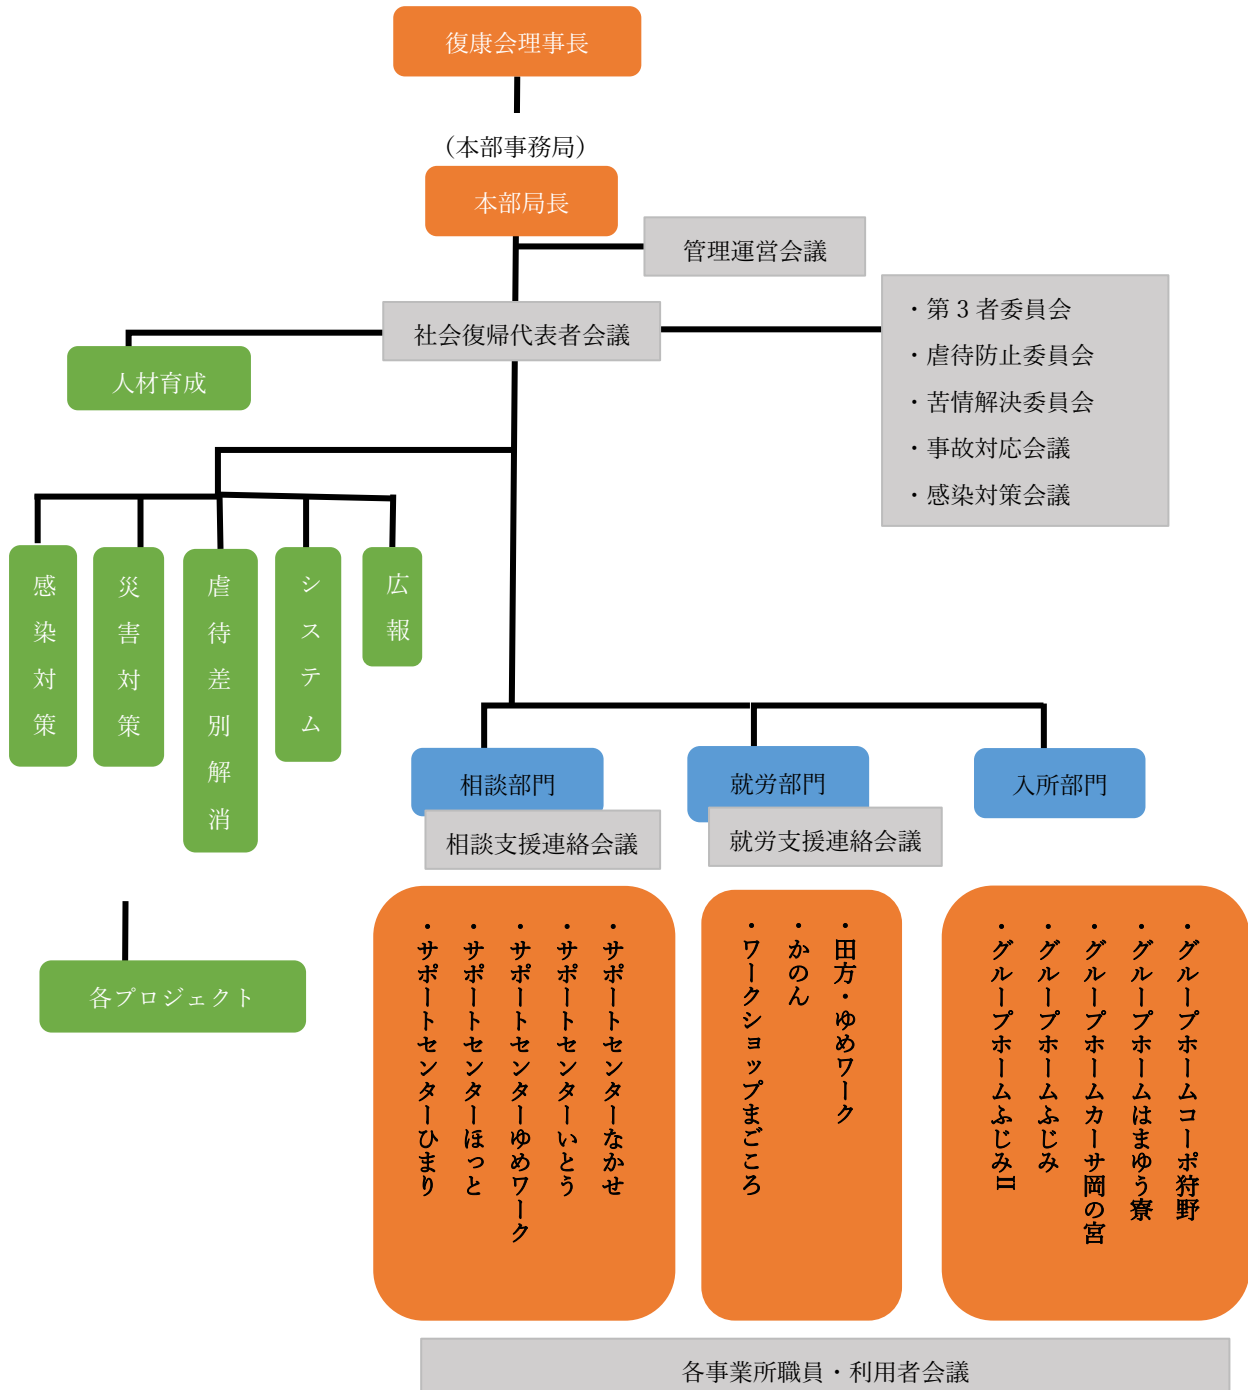 復康会理事長
（本部事務局）
本部局長
管理運営会議
社会復帰代表者会議
・第 3 者委員会
・虐待防止委員会
・苦情解決委員会
・事故対応会議
・感染対策会議
人材育成
感染対策
災害対策
虐待差別解消
システム
広報
各プロジェクト
相談部門
相談支援連絡会議
就労部門
就労支援連絡会議
入所部門
・サポートセンターなかせ
・サポートセンターいとう
・サポートセンターゆめワーク
・サポートセンターほっと
・サポートセンターひまり
・田方・ゆめワーク
・かのん
・ワークショップまごころ
・グループホームコーポ狩野
・グループホームはまゆう寮
・グループホームカーサ岡の宮
・グループホームふじみ
・グループホームふじみⅡ
各事業所職員・利用者会議